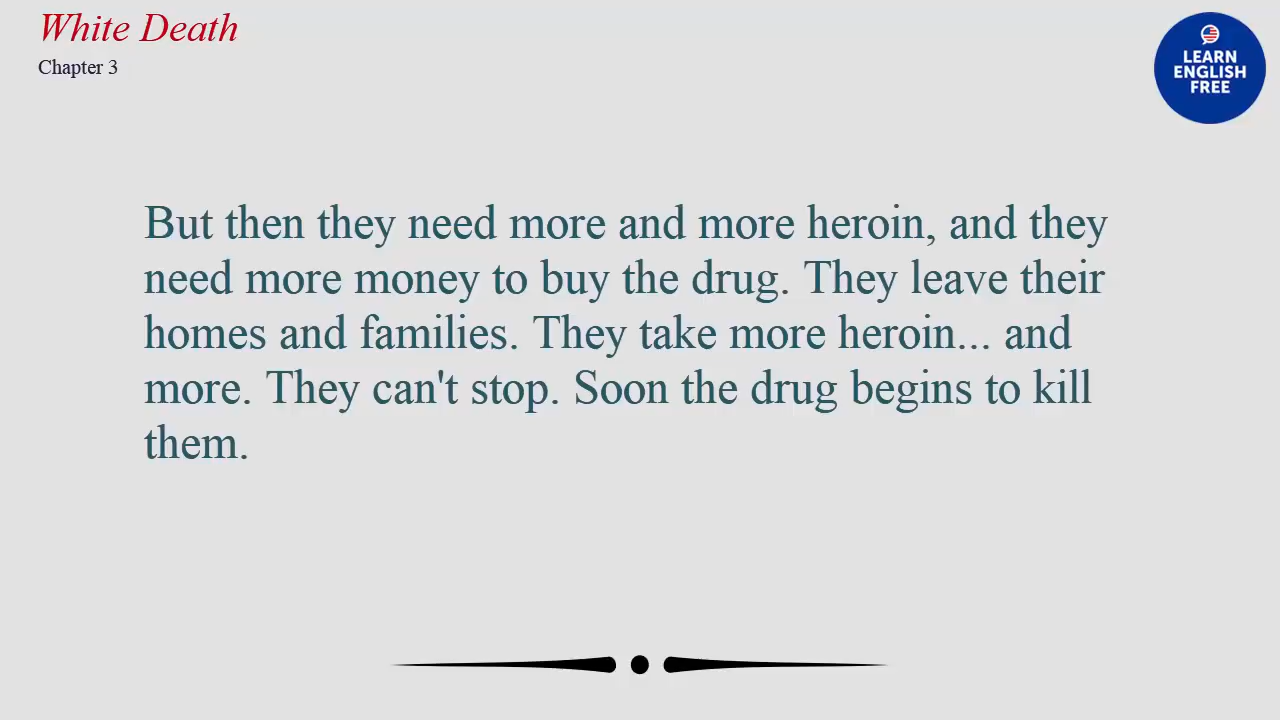 White Death
Chapter 3
LEARN
ENGLISH
FREE
But then they need more and more heroin, and they
need more money to buy the drug. They leave their
homes and families. They take more heroin... and
more. They can't stop. Soon the drug begins to kill
them.